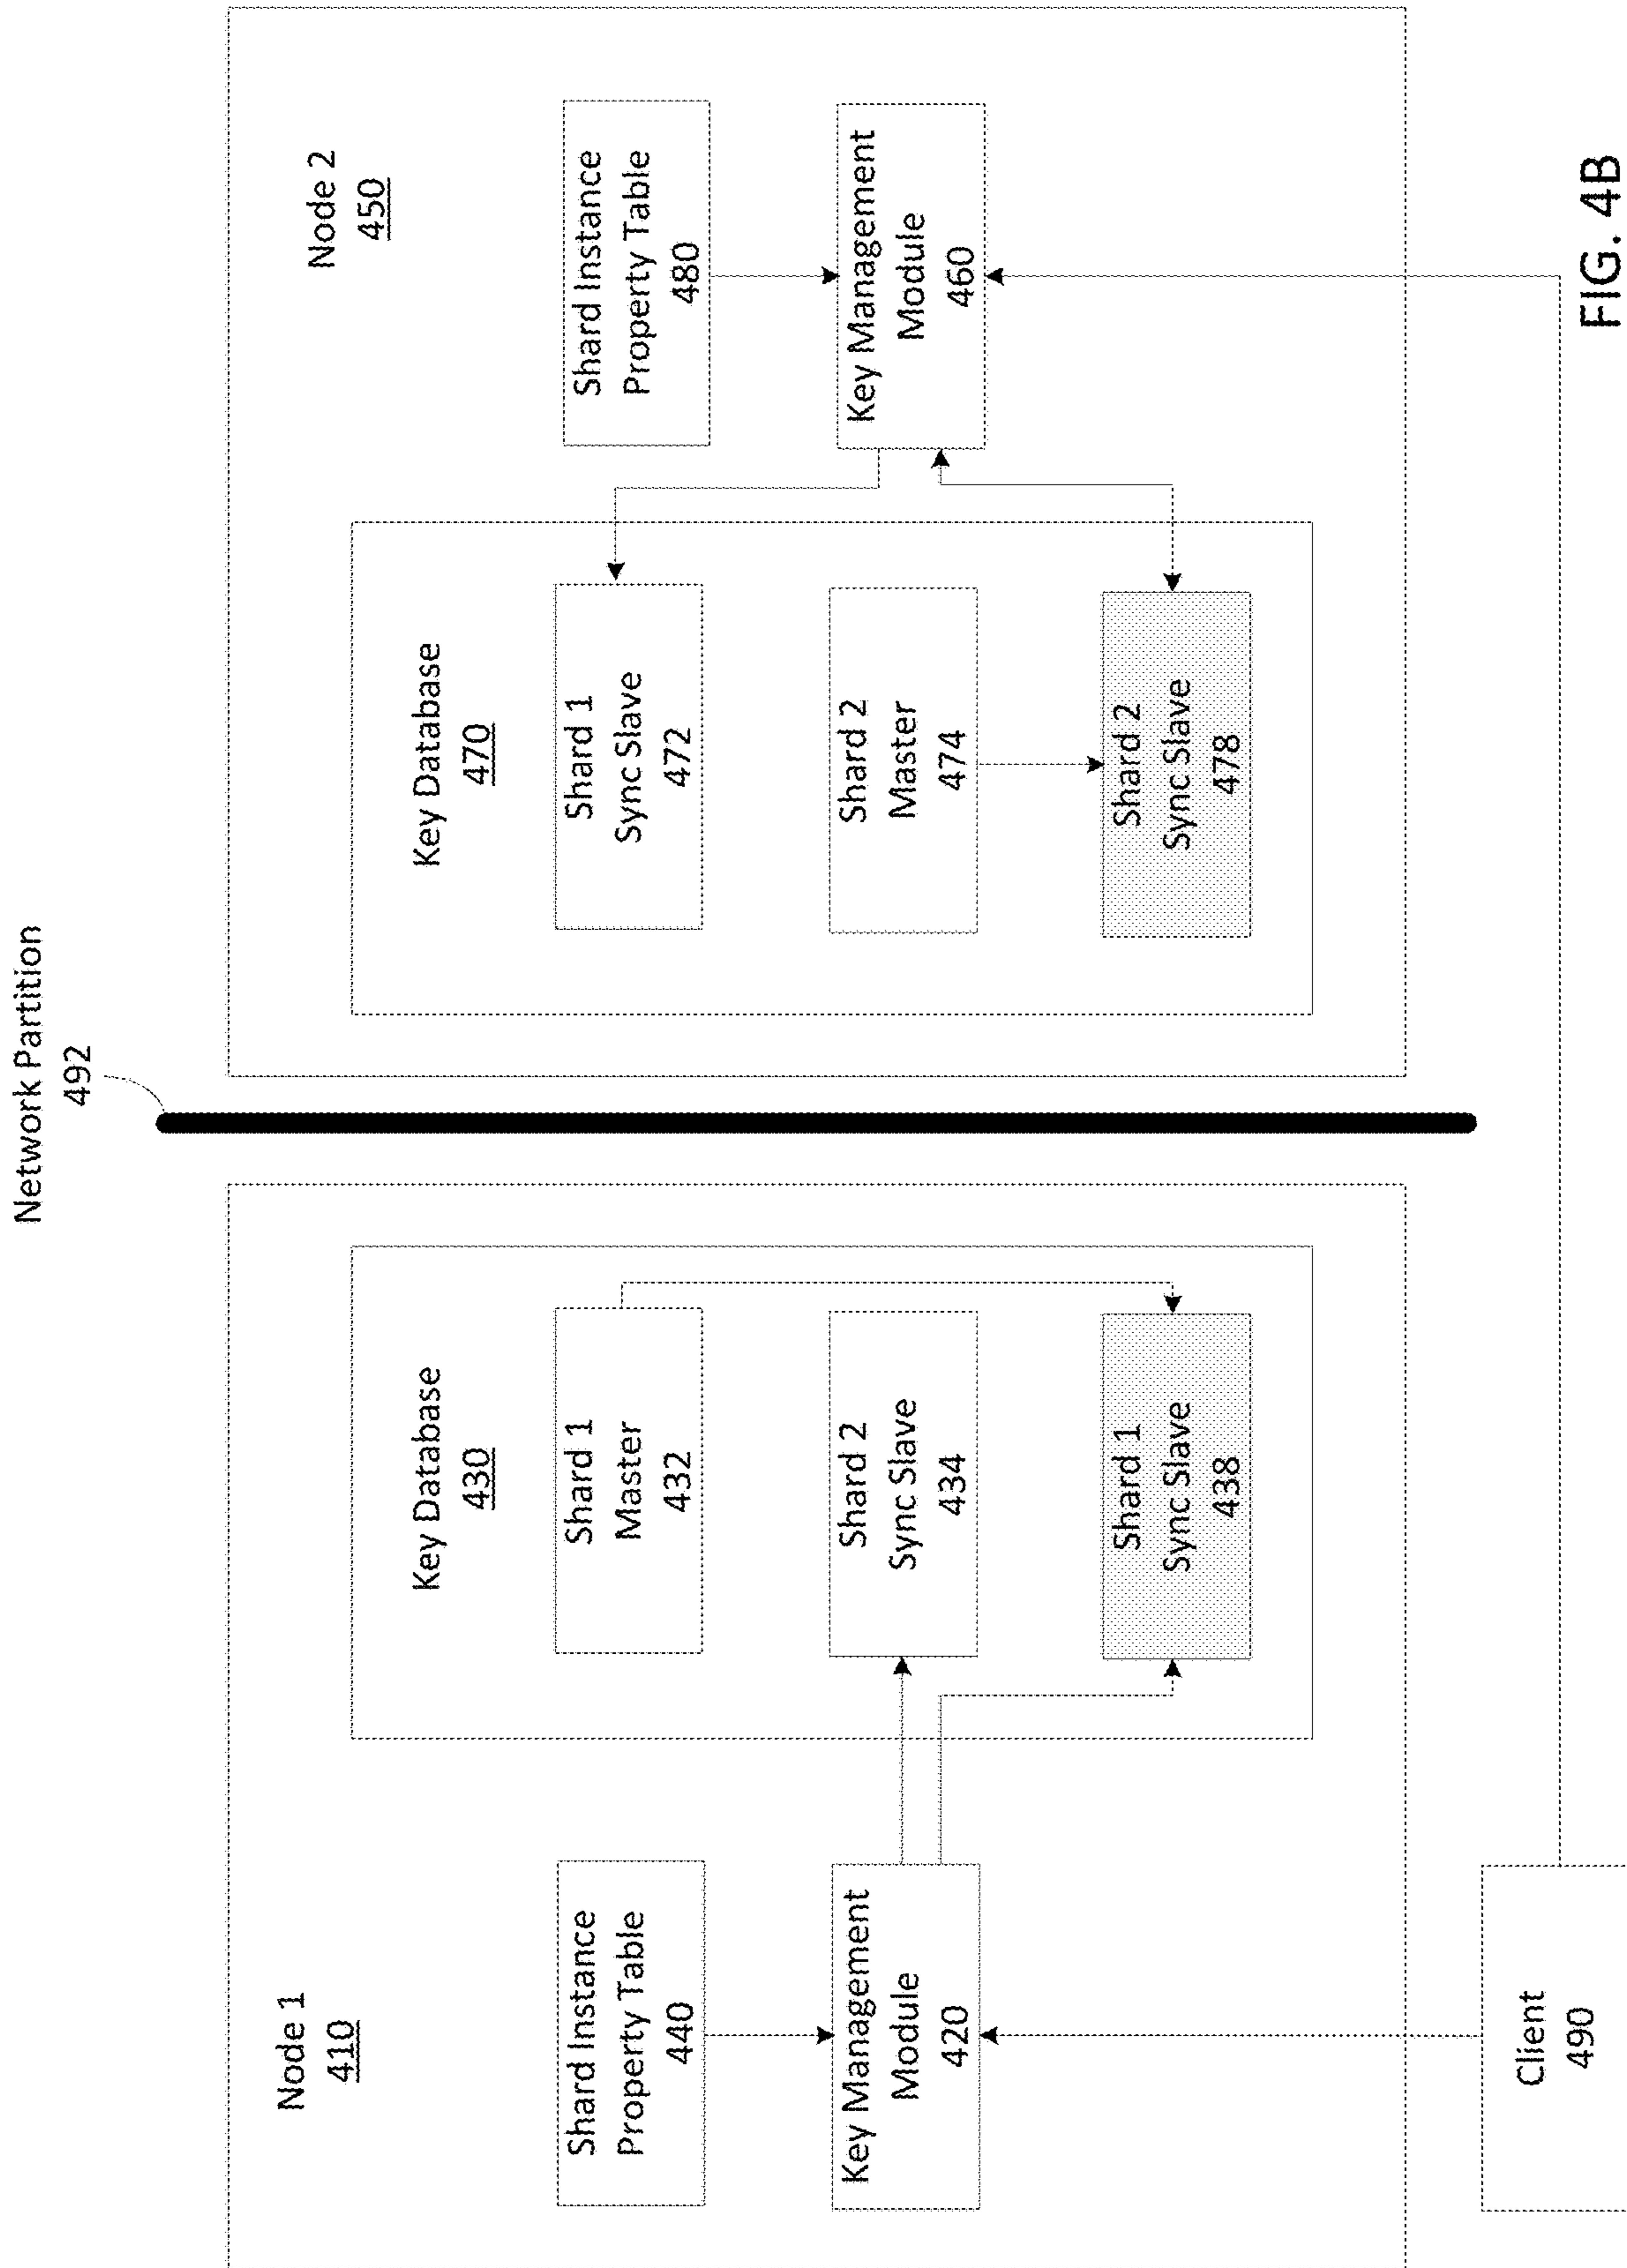 Network Partition
492
Node 1
410
Shard Instance
Property Table
440
Key Management
Module
420
Key Database
430
Shard 1
Master
432
Shard 2
Sync Slave
434
Shard 1
Sync Slave
438
Node 2
450
Key Database
470
Shard 1
Sync Slave
472
Shard 2
Master
474
Shard 2
Sync Slave
478
Shard Instance
Property Table
480
Key Management
Module
460
Client
490
FIG. 4B